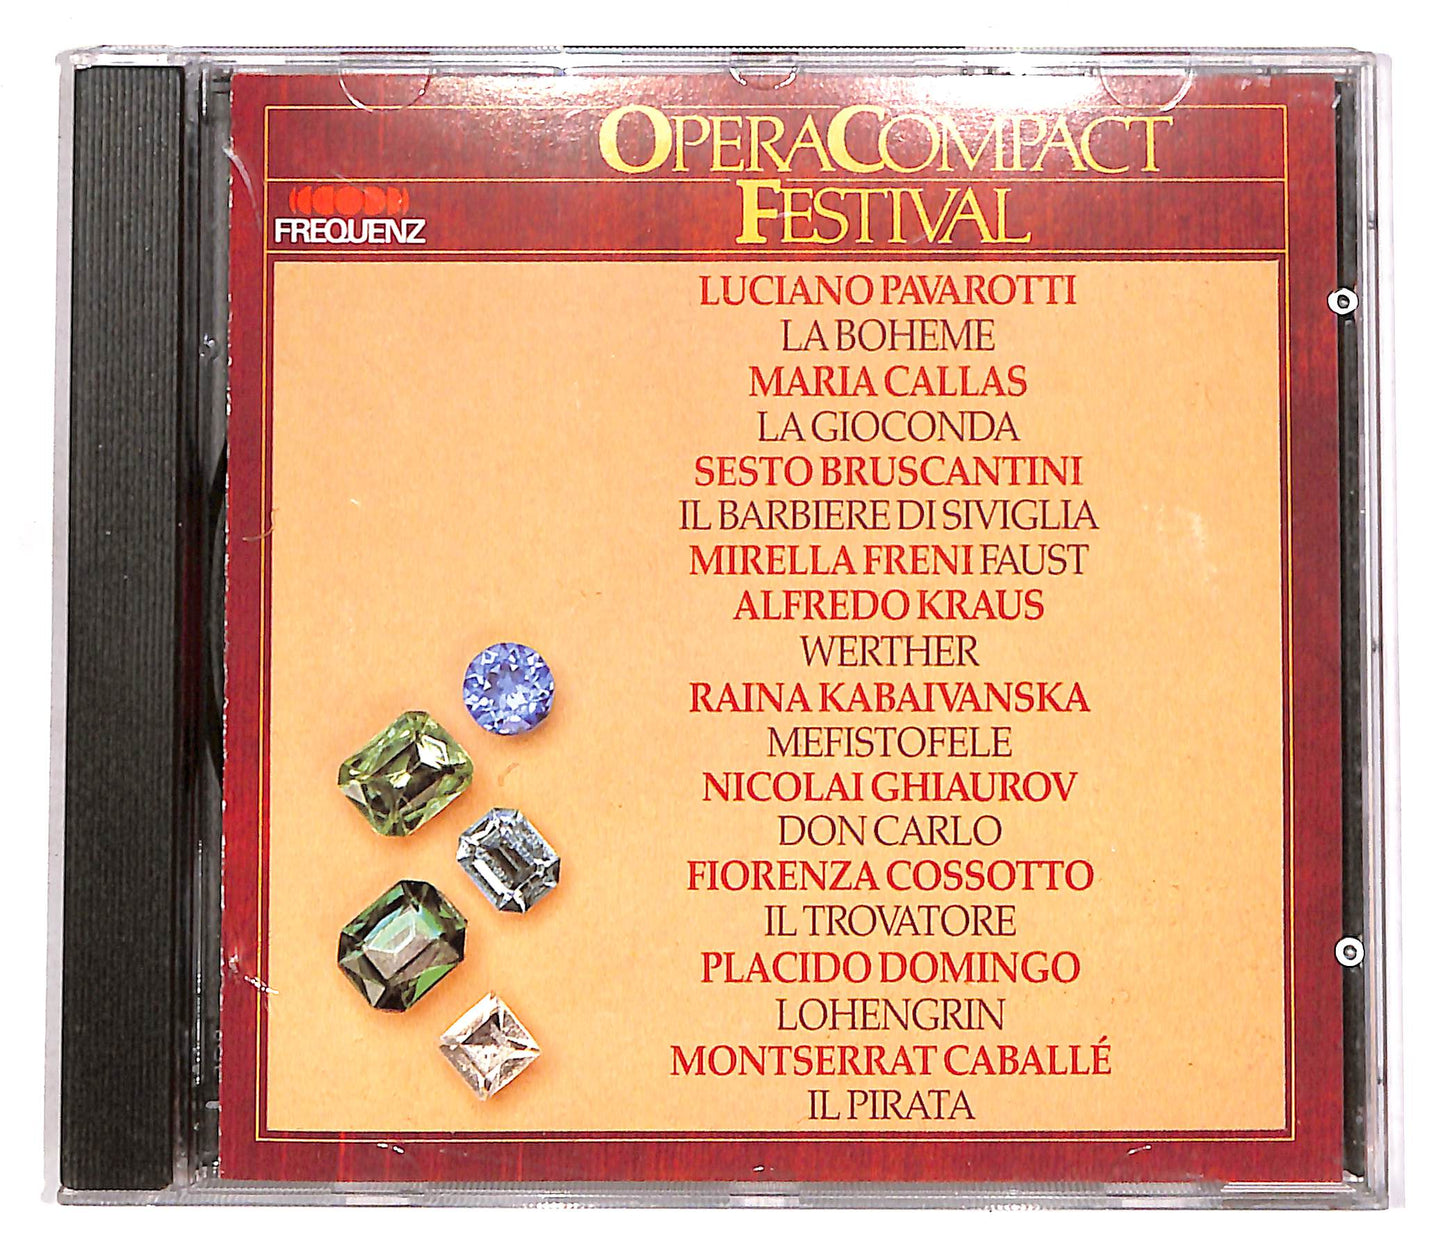 OPERACOMPACT
FESTIVAL
FREQUENZ
LUCIANO PAVAROTTI
LA BOHEME
MARIA CALLAS
LA GIOCONDA
SESTO BRUSCANTINI
IL BARBIERE DI SIVIGLIA
MIRELLA FRENI FAUST
ALFREDO KRAUS
WERTHER
RAINA KABAIVANSKA
MEFISTOFELE
NICOLAI GHIAUROV
DON CARLO
FIORENZA COSSOTTO
IL TROVATORE
PLACIDO DOMINGO
LOHENGRIN
MONTSERRAT CABALLÉ
IL PIRATA